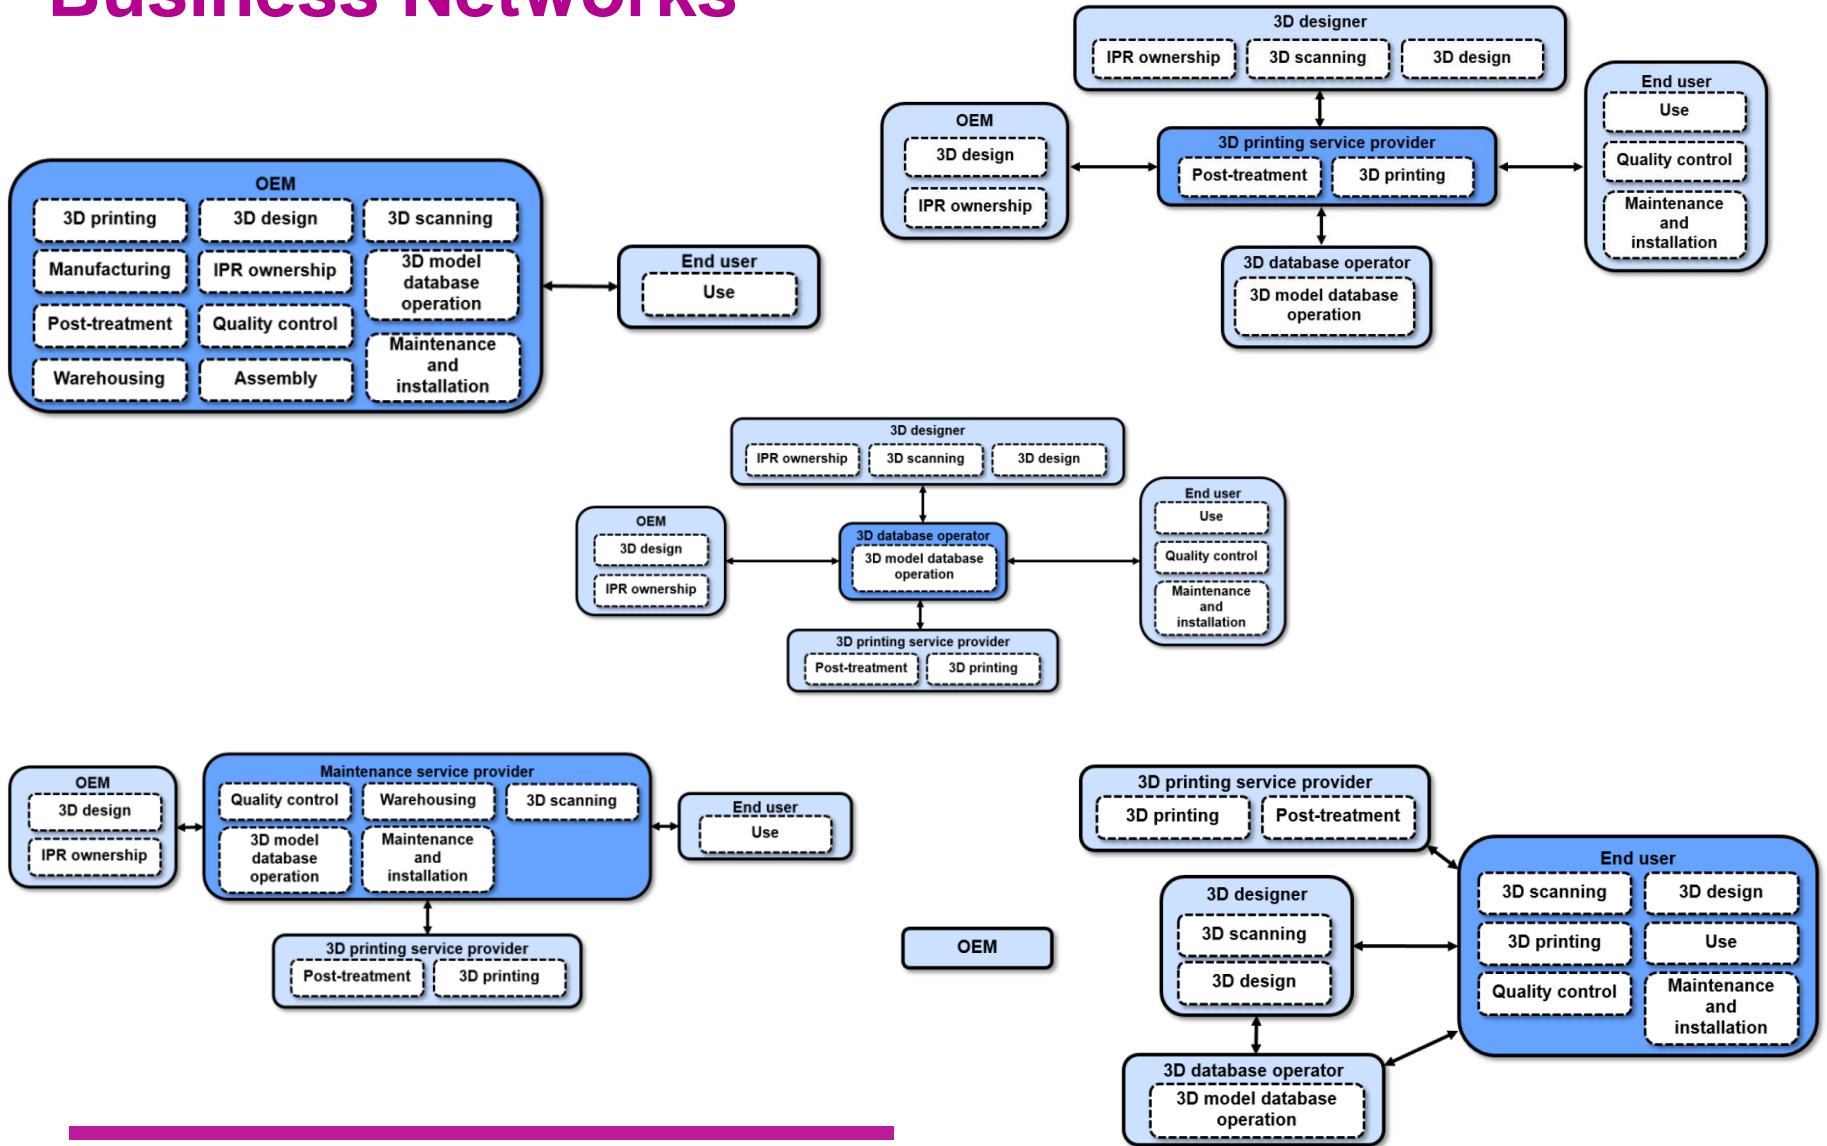 Business Networks
OEM
3D printing
3D design
3D scanning
Manufacturing
IPR ownership
3D model
database
operation
Post-treatment
Quality control
Maintenance
and
installation
Warehousing
Assembly
End user
Use
3D designer
IPR ownership
3D scanning
3D design
OEM
3D design
IPR ownership
3D printing service provider
Post-treatment
3D printing
End user
Use
Quality control
Maintenance
and
installation
3D database operator
3D model database
operation
3D designer
IPR ownership
3D scanning
3D design
OEM
3D design
IPR ownership
3D database operator
3D model database
operation
End user
Use
Quality control
Maintenance
and
installation
3D printing service provider
Post-treatment
3D printing
OEM
3D design
IPR ownership
Maintenance service provider
Quality control
Warehousing
3D scanning
3D model
database
operation
Maintenance
and
installation
End user
Use
3D printing service provider
Post-treatment
3D printing
OEM
3D printing service provider
3D printing
Post-treatment
3D designer
3D scanning
3D design
End user
3D scanning
3D design
3D printing
Use
Quality control
Maintenance
and
installation
3D database operator
3D model database
operation